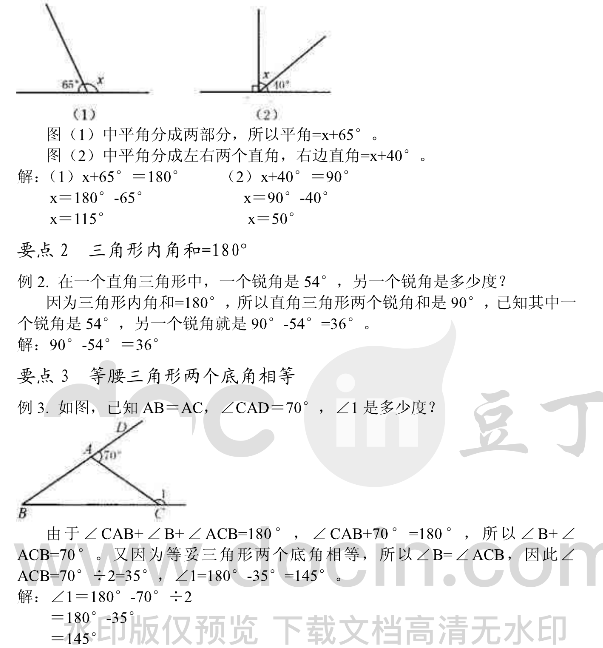 65° x
x 40°
(1) (2)
图（1）中平角分成两部分，所以平角=x+65°。
图（2）中平角分成左右两个直角，右边直角=x+40°。
解：（1）x+65°＝180° （2）x+40°＝90°
x＝180°-65° x＝90°-40°
x＝115° x＝50°
要点 2 三角形内角和=180°
例 2. 在一个直角三角形中，一个锐角是 54°，另一个锐角是多少度？
因为三角形内角和=180°，所以直角三角形两个锐角和是 90°，已知其中一
个锐角是 54°，另一个锐角就是 90°-54°=36°。
解：90°-54°＝36°
要点 3 等腰三角形两个底角相等
例 3. 如图，已知 AB＝AC，∠CAD＝70°，∠1 是多少度？
D
A 70°
1
B C
由于∠CAB+∠B+∠ACB=180°，∠CAB+70°=180°，所以∠B+∠
ACB=70°。又因为等妥三角形两个底角相等，所以∠B=∠ACB，因此∠
ACB=70°÷2=35°，∠1=180°-35°=145°。
解：∠1＝180°-70°÷2
＝180°-35°
＝145°
docin 豆丁
www.docin.com
水印版仅预览 下载文档高清无水印